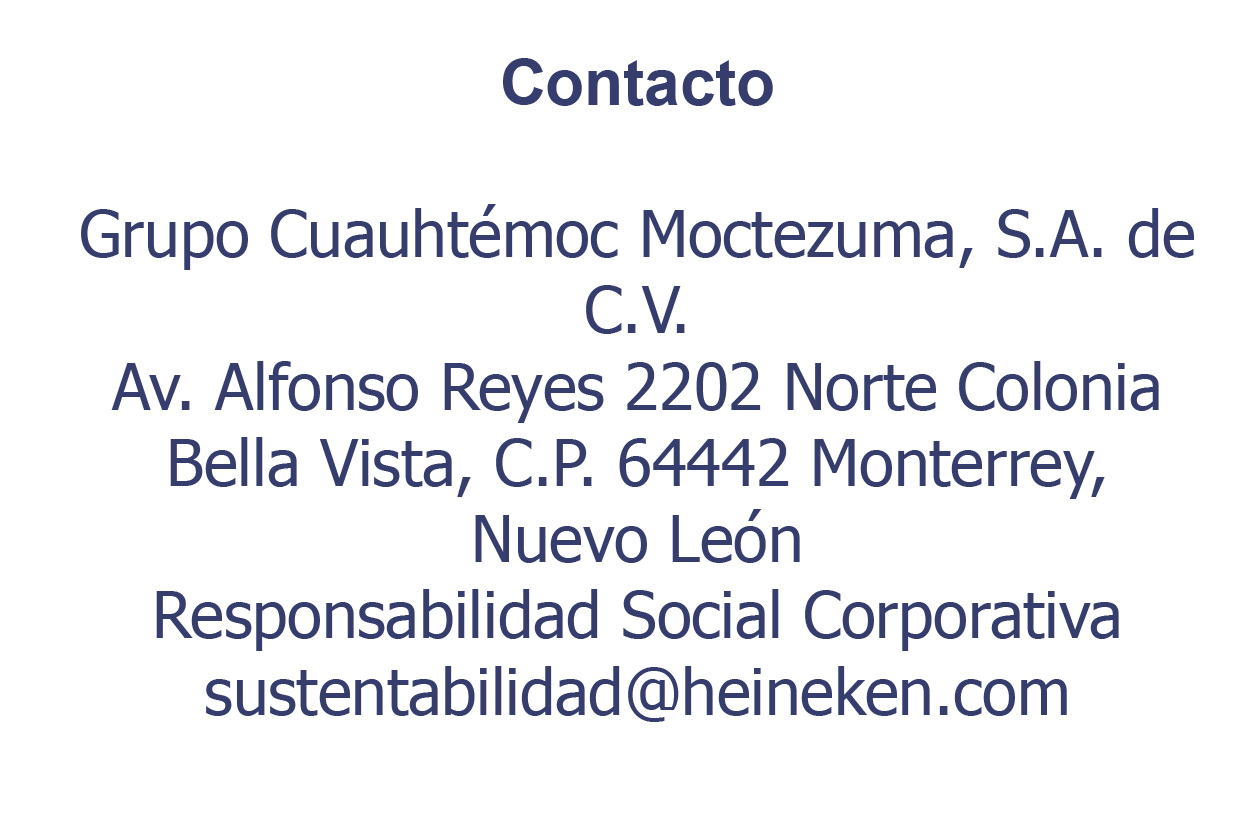 Contacto
Grupo Cuauhtémoc Moctezuma, S.A. de
C.V.
Av. Alfonso Reyes 2202 Norte Colonia
Bella Vista, C.P. 64442 Monterrey,
Nuevo León
Responsabilidad Social Corporativa
sustentabilidad@heineken.com